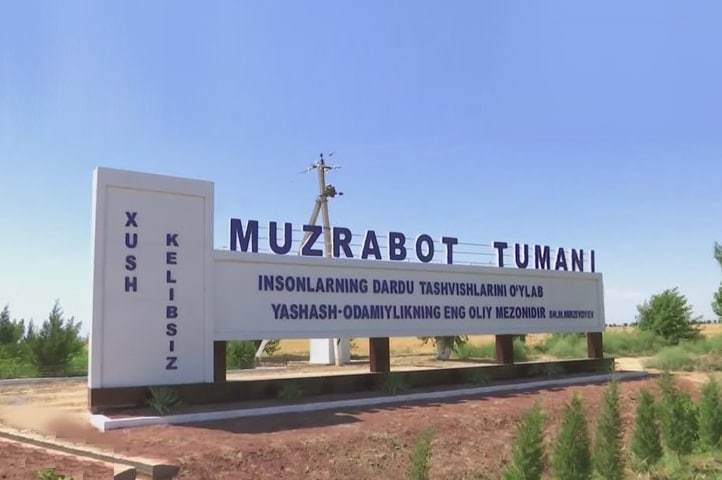 XUSH
KELIBSIZ
MUZRABOT TUMANI
INSONLARNING DARDU TASHVISHLARINI O'YLAB
YASHASH-ODAMIYLIKNING ENG OLIY MEZONIDIR